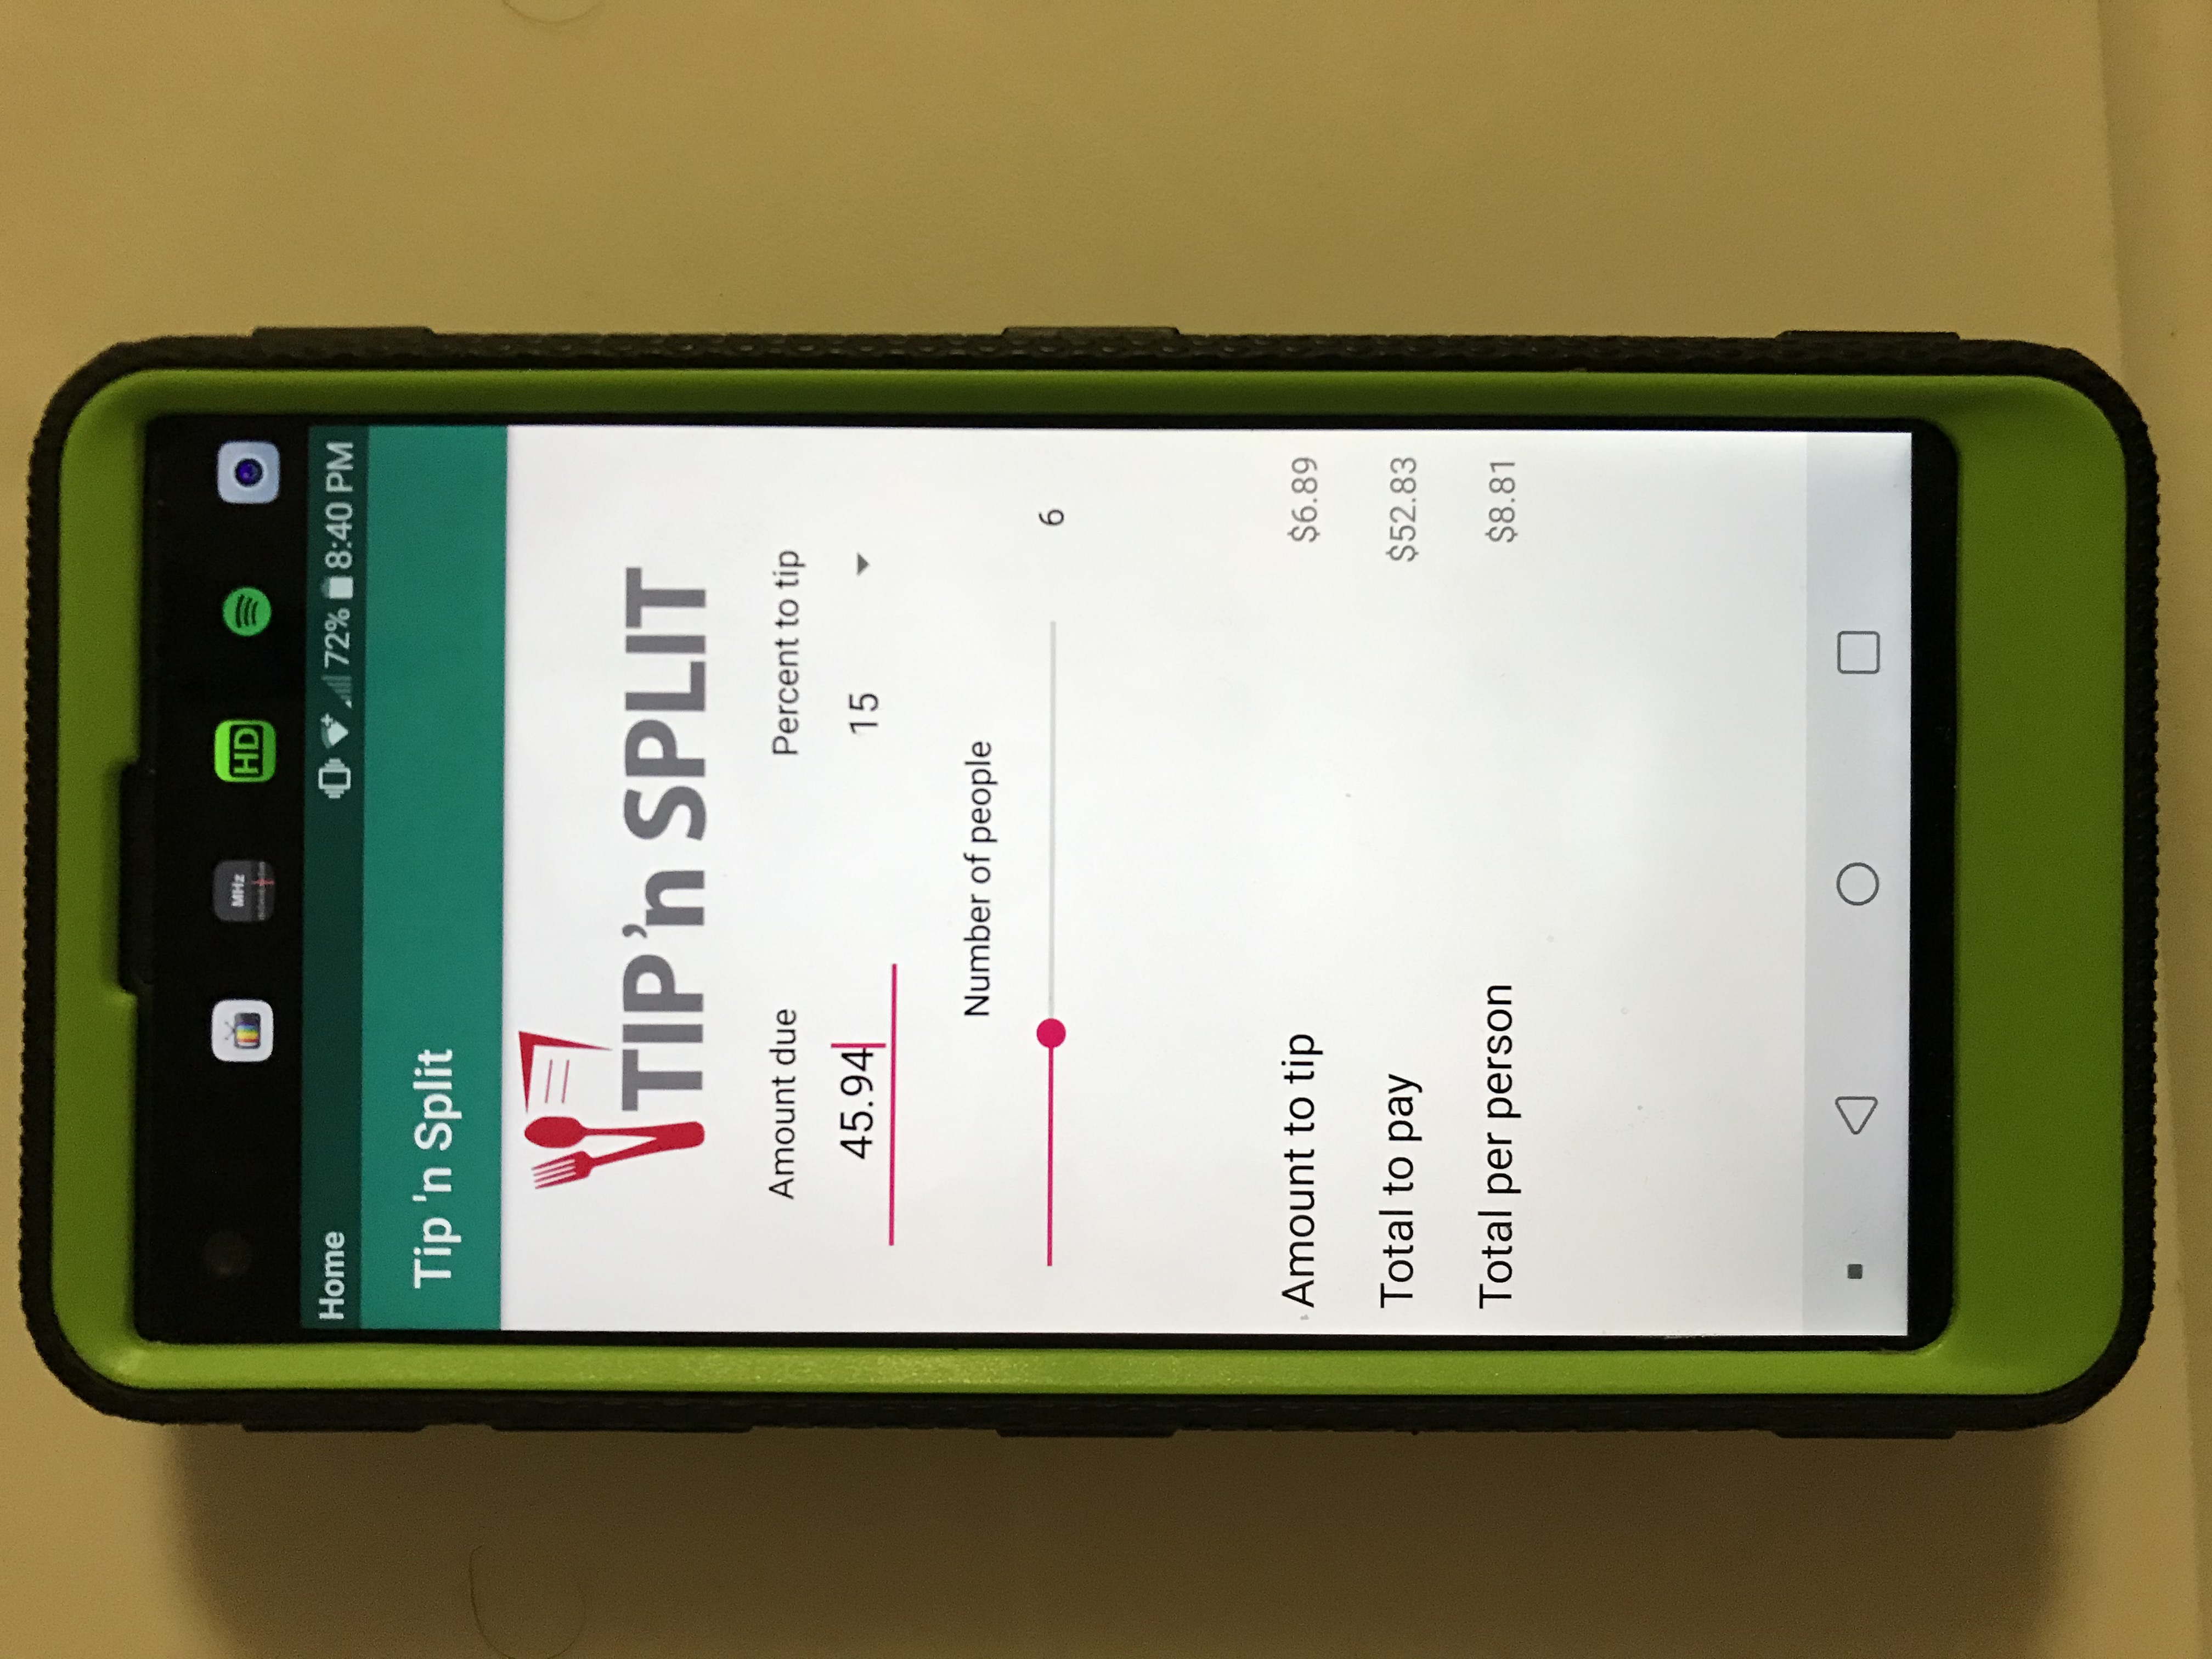 MHz
HD
Home 72% 8:40 PM
Tip 'n Split
TIP ’n SPLIT
Amount due Percent to tip
45.94 15
Number of people
6
Amount to tip $6.89
Total to pay $52.83
Total per person $8.81